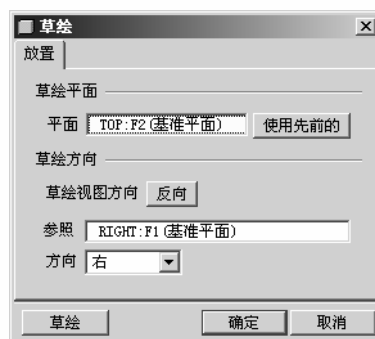 草绘
放置
草绘平面
平面 TOP:F2(基准平面) 使用先前的
草绘方向
草绘视图方向 反向
参照 RIGHT:F1(基准平面)
方向 右
草绘 确定 取消